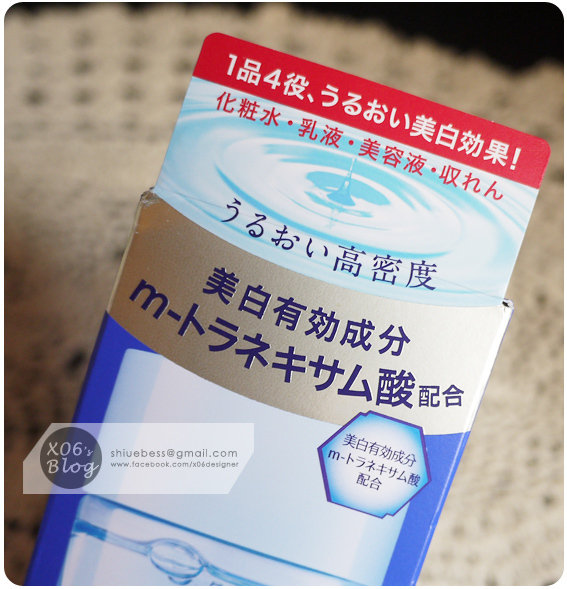 1品4役、うるおい美白効果!
化粧水・乳液・美容液・収れん
うるおい高密度
美白有効成分
m-トラネキサム酸配合
美白有効成分
m-トラネキサム酸
配合
X06's
Blog
shiuebess@gmail.com
www.facebook.com/x06designer